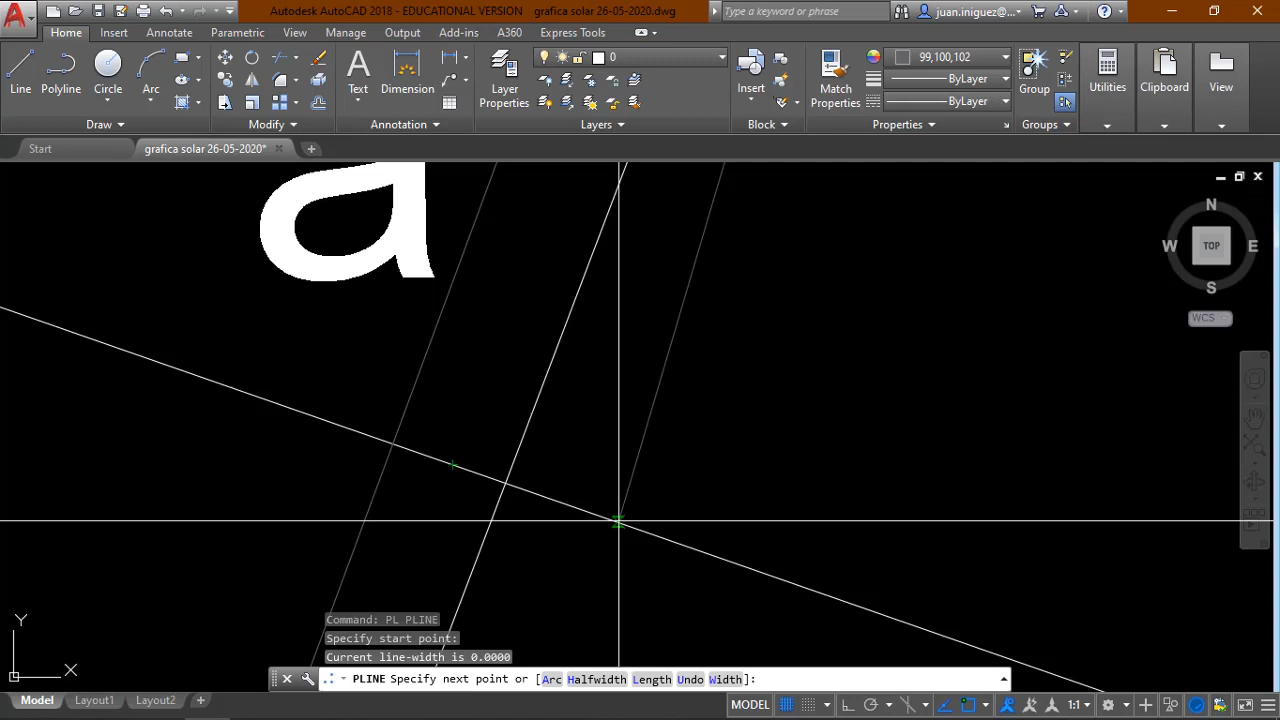 Autodesk AutoCAD 2018 - EDUCATIONAL VERSION grafica solar 26-05-2020.dwg
Type a keyword or phrase
juan.iniguez@...
Home Insert Annotate Parametric View Manage Output Add-ins A360 Express Tools
Line Polyline Circle Arc
Text Dimension
Layer Properties
0
Insert
Match Properties
99,100,102
ByLayer
ByLayer
Group
Utilities
Clipboard
View
Draw Modify Annotation Layers Block Properties Groups
Start grafica solar 26-05-2020*
a
N
W TOP E
S
WCS
Y
X
Command: PL PLINE
Specify start point:
Current line-width is 0.0000
PLINE Specify next point or [Arc Halfwidth Length Undo Width]:
Model Layout1 Layout2
MODEL
1:1